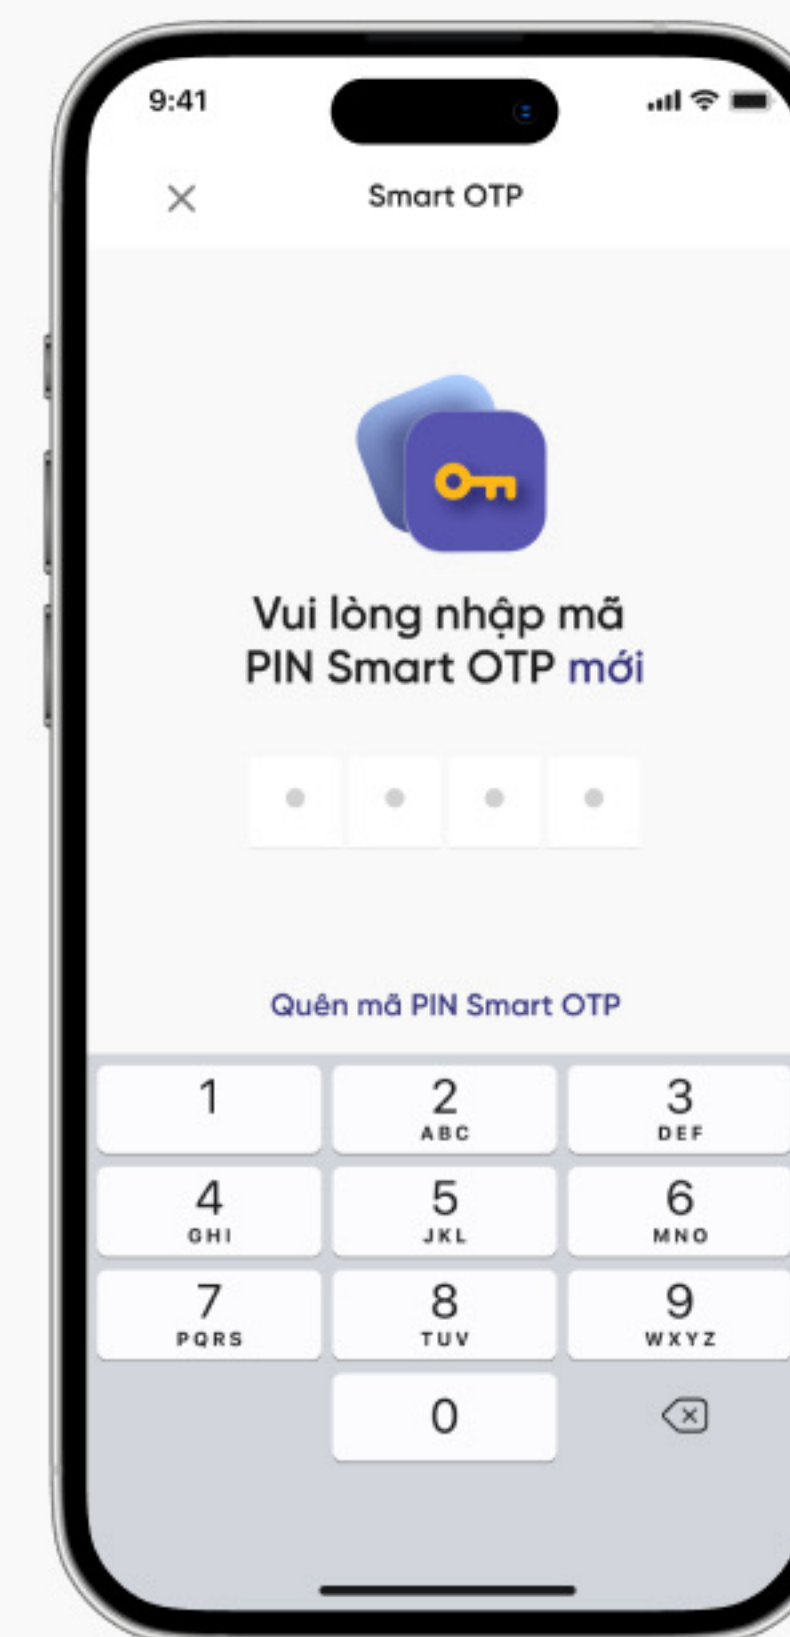 9:41
Smart OTP
Vui lòng nhập mã
PIN Smart OTP mới
Quên mã PIN Smart OTP
1
2
ABC
3
DEF
4
GHI
5
JKL
6
MNO
7
PQRS
8
TUV
9
WXYZ
0